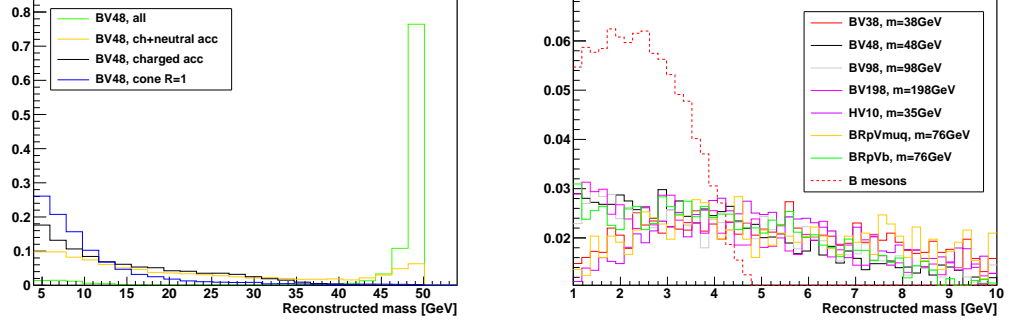 0.8
0.7
0.6
0.5
0.4
0.3
0.2
0.1
0
BV48, all
BV48, ch+neutral acc
BV48, charged acc
BV48, cone R=1
5 10 15 20 25 30 35 40 45 50
Reconstructed mass [GeV]
0.06
0.05
0.04
0.03
0.02
BV38, m=38GeV
BV48, m=48GeV
BV98, m=98GeV
BV198, m=198GeV
HV10, m=35GeV
BRpVmuq, m=76GeV
BRpVb, m=76GeV
B mesons
1 2 3 4 5 6 7 8 9 10
Reconstructed mass [GeV]